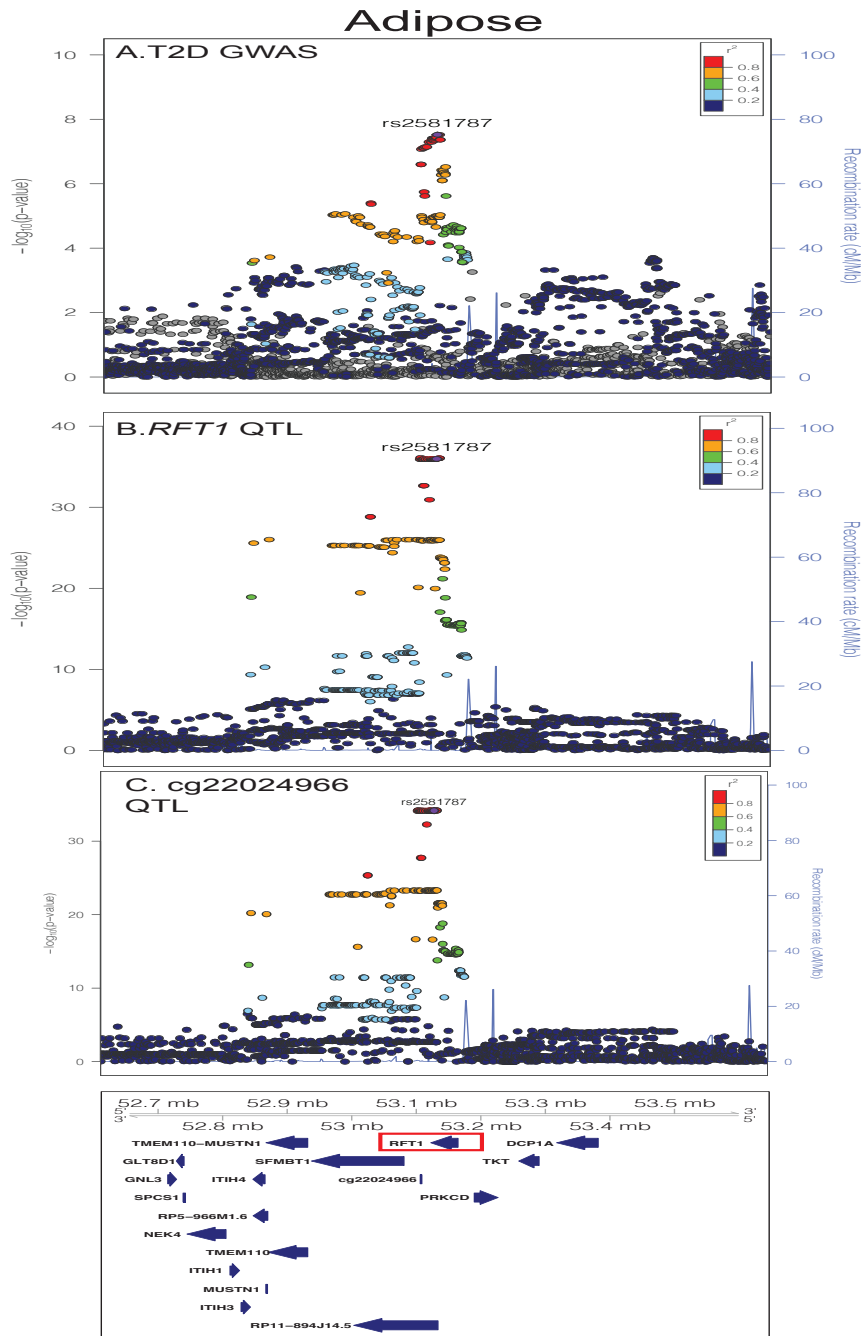 Adipose
A.T2D GWAS
rs2581787
r²
0.8
0.6
0.4
0.2
10
8
6
4
2
0
100
80
60
40
20
0
−log10(p−value)
Recombination rate (cM/Mb)
B.RFT1 QTL
rs2581787
r²
0.8
0.6
0.4
0.2
40
30
20
10
0
100
80
60
40
20
0
−log10(p−value)
Recombination rate (cM/Mb)
C. cg22024966
QTL
rs2581787
r²
0.8
0.6
0.4
0.2
30
20
10
0
100
80
60
40
20
0
−log10(p−value)
Recombination rate (cM/Mb)
52.7 mb 52.9 mb 53.1 mb 53.3 mb 53.5 mb
5' 3'
3' 5'
52.8 mb 53 mb 53.2 mb 53.4 mb
TMEM110−MUSTN1 RFT1 DCP1A
GLT8D1 SFMBT1 TKT
GNL3 ITIH4 cg22024966
SPCS1 PRKCD
RP5−966M1.6
NEK4
TMEM110
ITIH1
MUSTN1
ITIH3
RP11−894J14.5